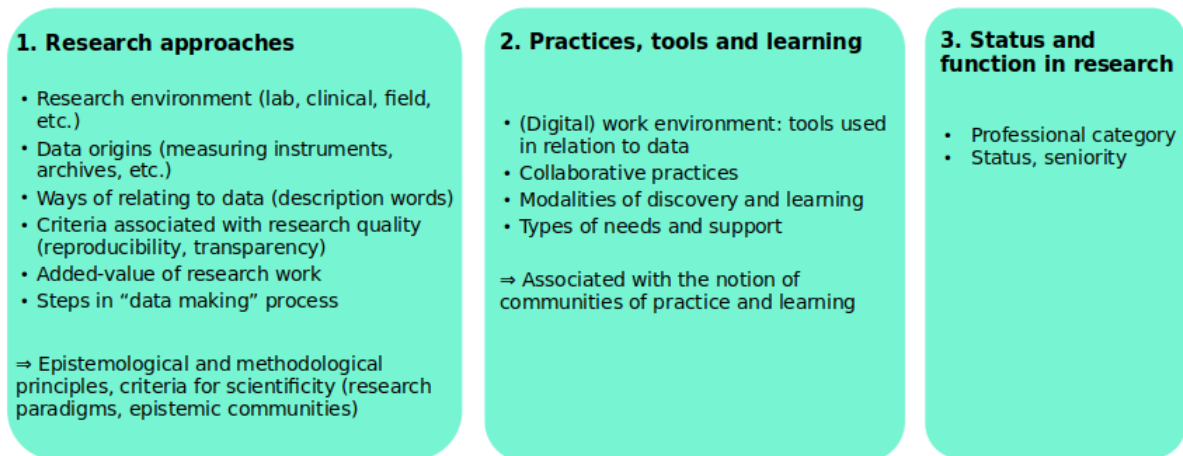 1. Research approaches
• Research environment (lab, clinical, field,
etc.)
• Data origins (measuring instruments,
archives, etc.)
• Ways of relating to data (description words)
• Criteria associated with research quality
(reproducibility, transparency)
• Added-value of research work
• Steps in “data making” process
⇒ Epistemological and methodological
principles, criteria for scientificity (research
paradigms, epistemic communities)
2. Practices, tools and learning
• (Digital) work environment: tools used
in relation to data
• Collaborative practices
• Modalities of discovery and learning
• Types of needs and support
⇒ Associated with the notion of
communities of practice and learning
3. Status and
function in research
• Professional category
• Status, seniority